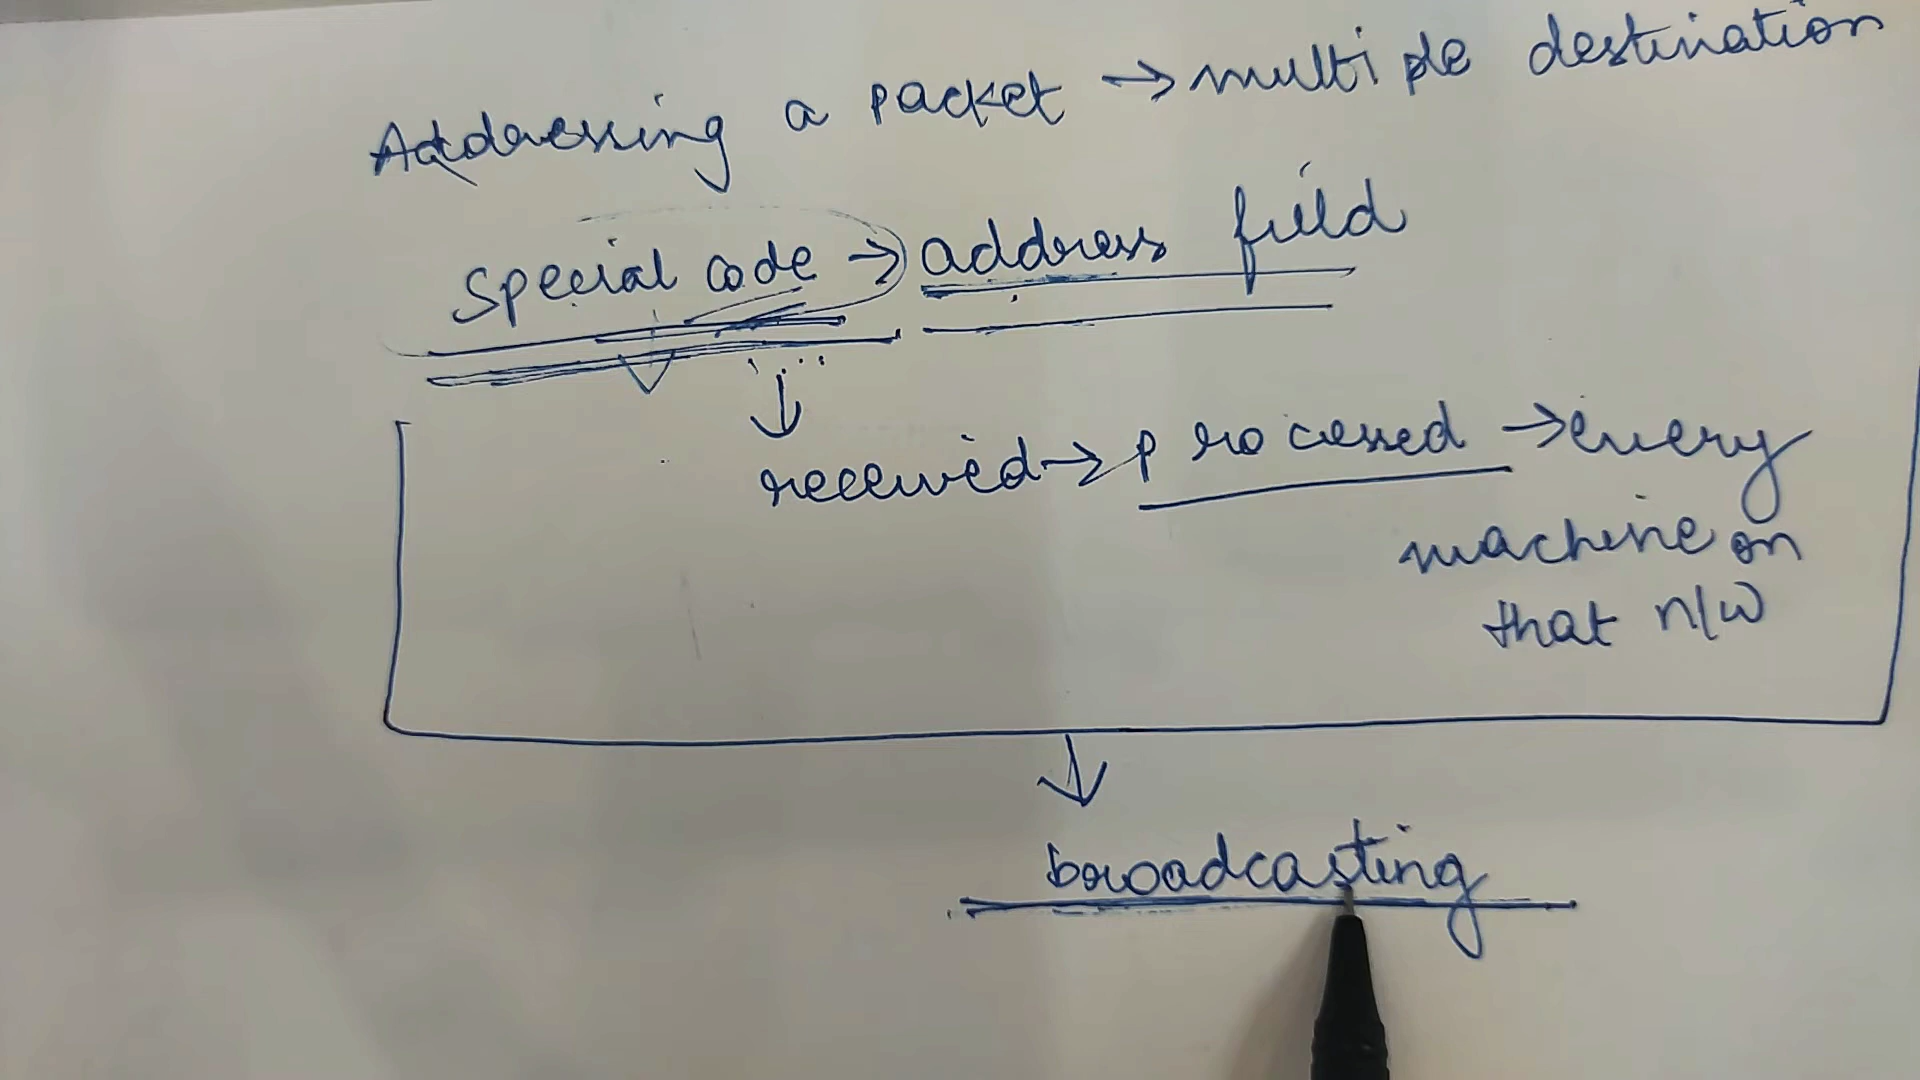 Addressing a packet → multiple destination
special code → address field
↓
received → processed → every
machine on
that n/w
↓
broadcasting